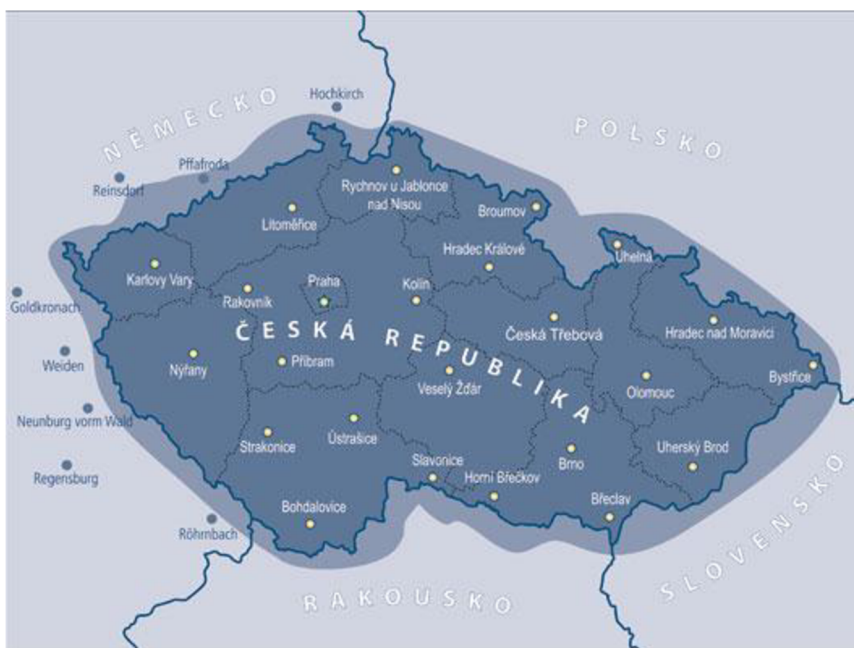 Hochkirch
NĚMECKO
POLSKO
Pffafroda
Reinsdorf
Rychnov u Jablonce
nad Nisou
Litoměřice
Broumov
Hradec Králové
Uhelná
Karlovy Vary
Praha
Rakovník
Kolín
Goldkronach
ČESKÁ REPUBLIKA
Česká Třebová
Hradec nad Moravicí
Weiden
Nýřany
Příbram
Veselý Žďár
Bystřice
Olomouc
Neunburg vorm Wald
Ústrašice
Strakonice
Uherský Brod
Slavonice
Brno
Regensburg
Horní Břečkov
Bohdalovice
Břeclav
Röhrnbach
SLOVENSKO
RAKOUSKO